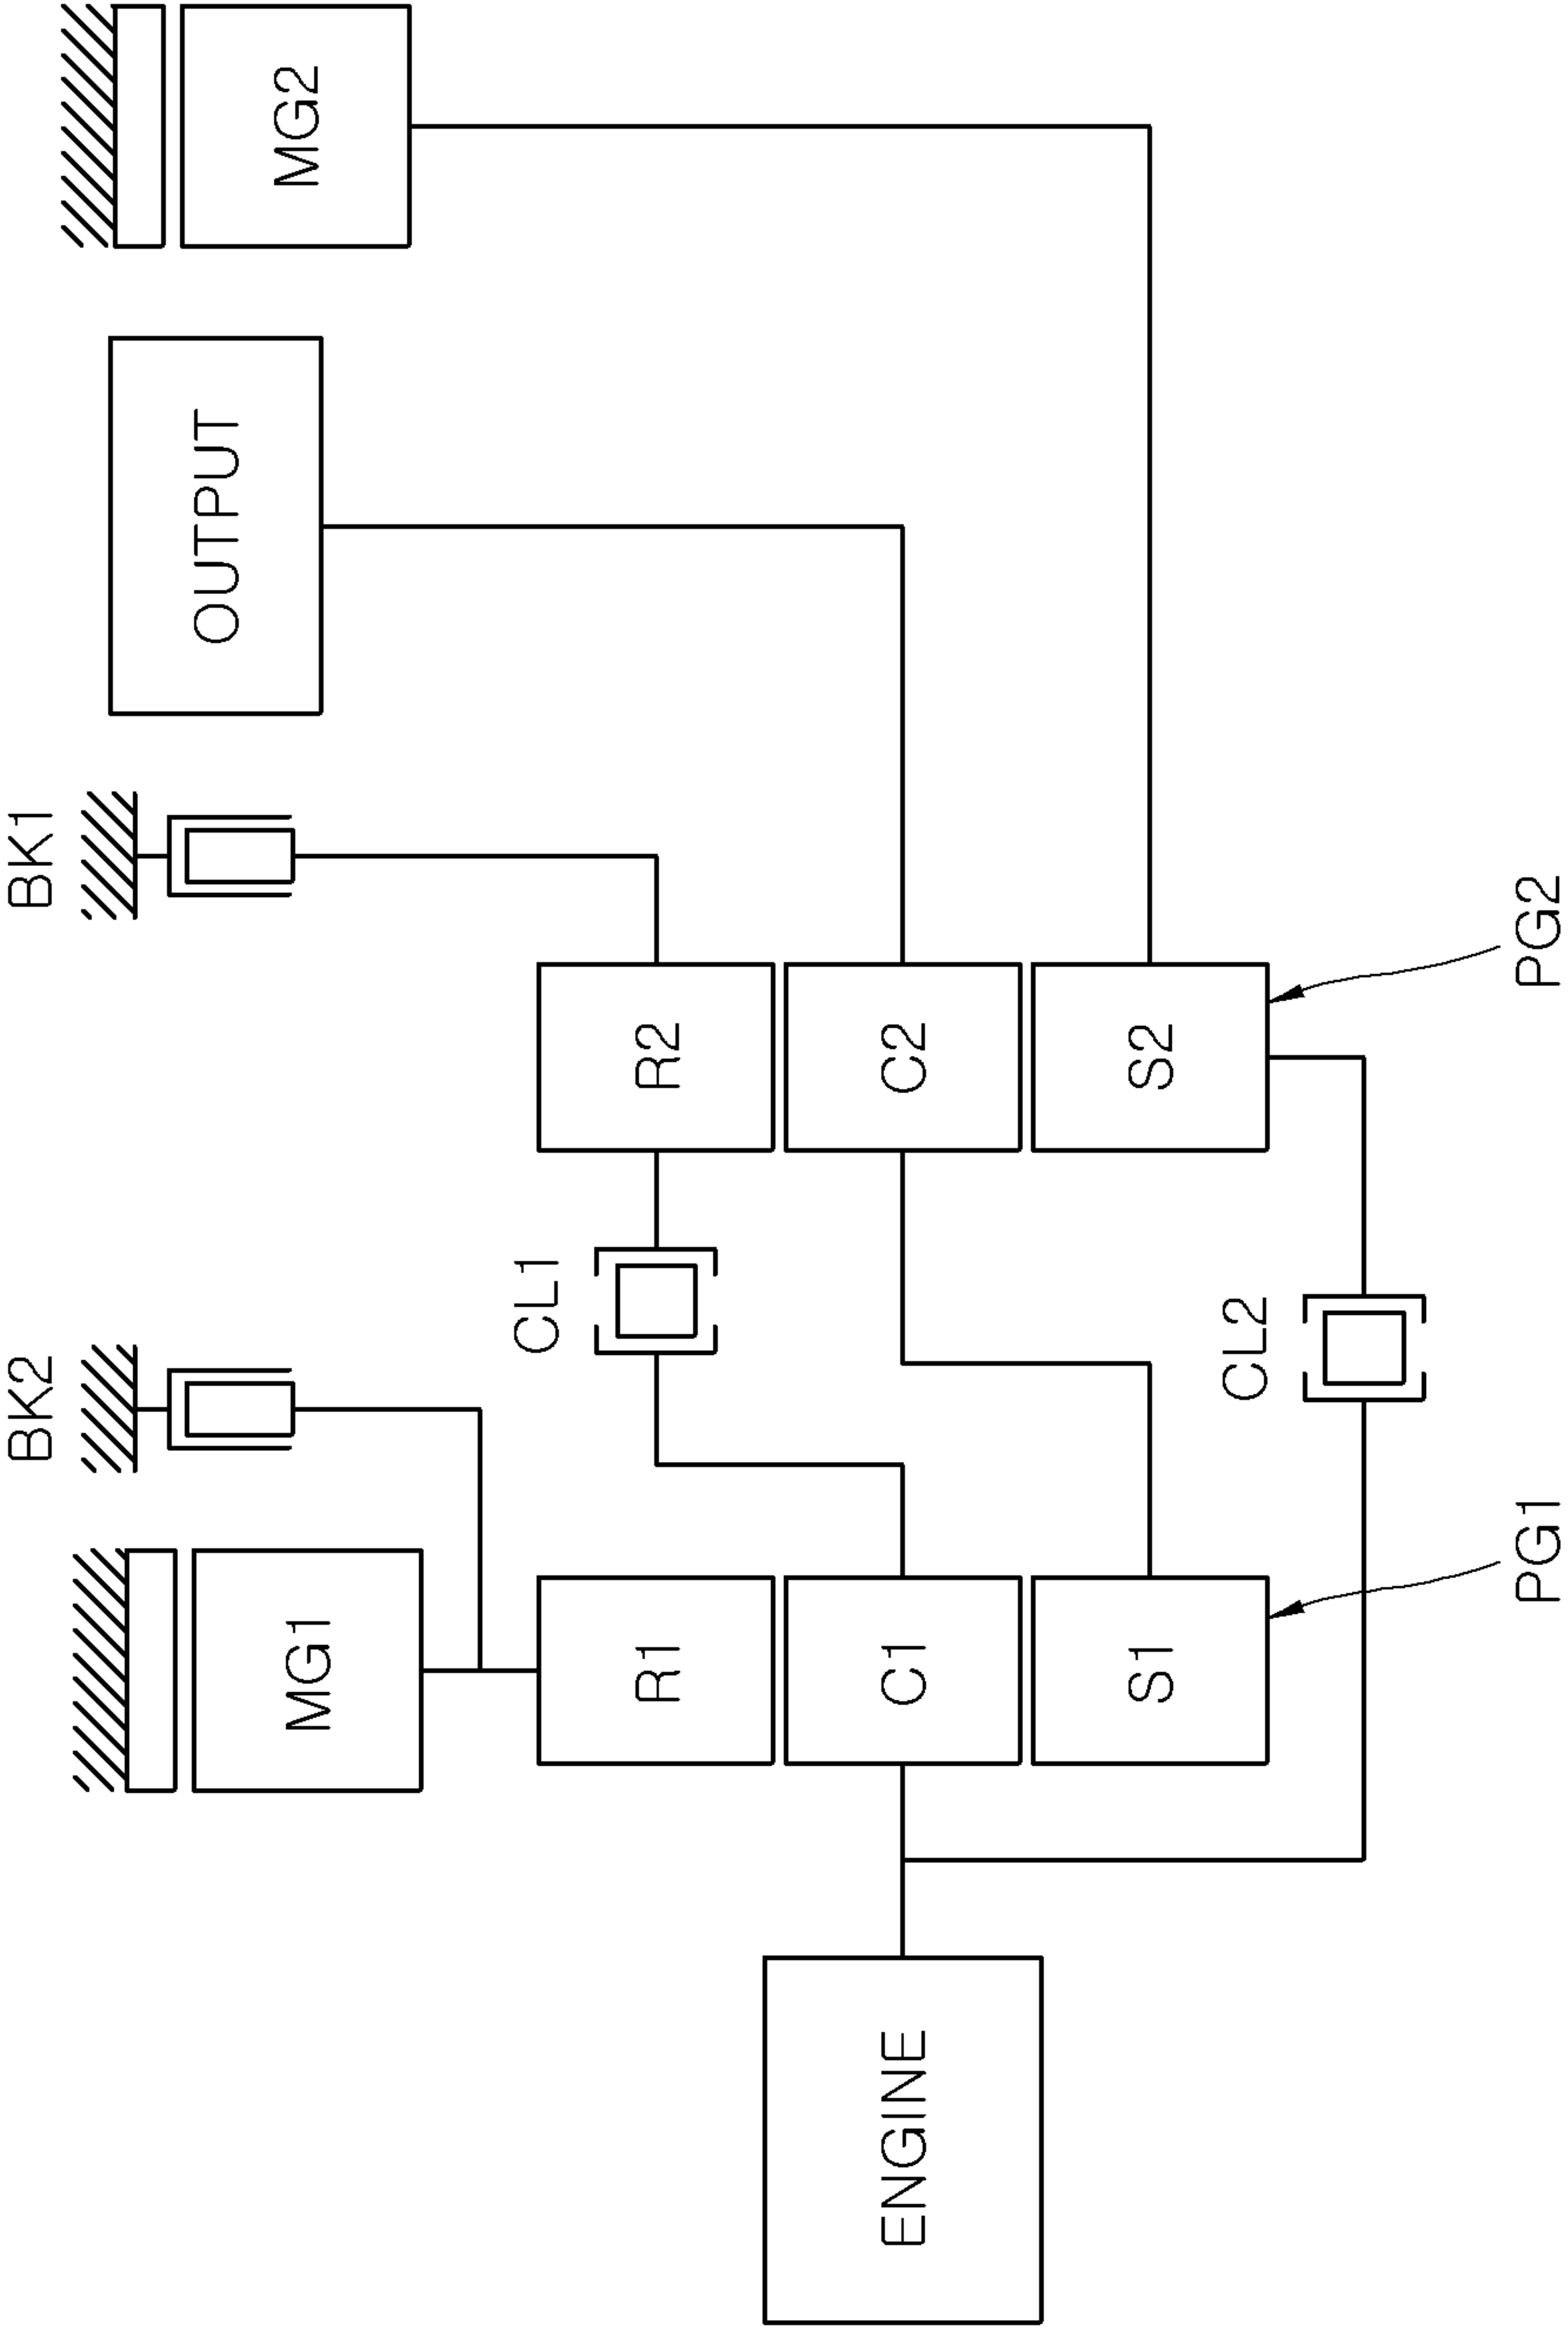 BK2
BK1
MG1
OUTPUT
MG2
CL1
R1
R2
ENGINE
C1
C2
S1
S2
CL2
PG1
PG2